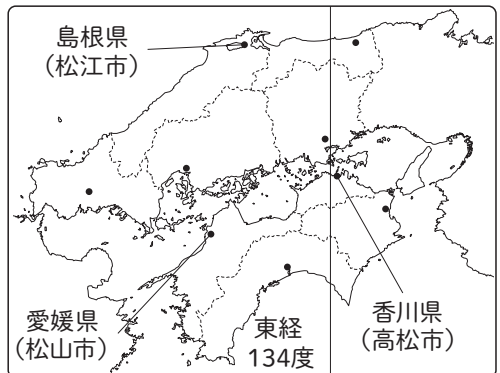 島根県
（松江市）
愛媛県
（松山市）
東経
134度
香川県
（高松市）